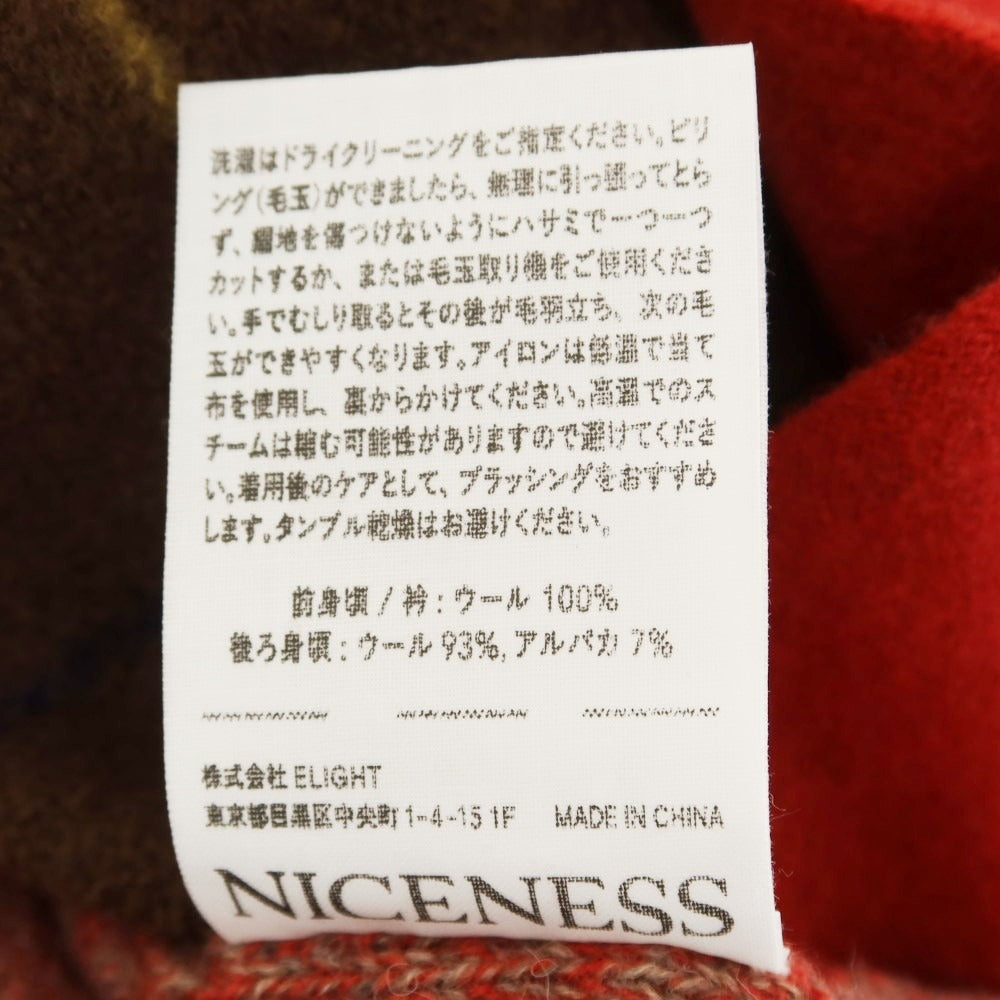 洗濯はドライクリーニングをご指定ください。ピリ
ング(毛玉)ができましたら、無理に引っ張ってとら
ず、編地を傷つけないようにハサミで一つ一つ
カットするか、または毛玉取り機をご使用くださ
い。手でむしり取るとその後が毛羽立ち、次の毛
玉ができやすくなります。アイロンは低温で当て
布を使用し、裏からかけてください。高温でのス
チームは縮む可能性がありますので避けてくださ
い。着用後のケアとして、ブラッシングをおすすめ
します。タンブル乾燥はお避けください。
前身頃 / 衿 : ウール 100%
後ろ身頃 : ウール 93%, アルパカ 7%
株式会社 ELIGHT
東京都目黒区中央町 1-4-15 1F MADE IN CHINA
NICENESS